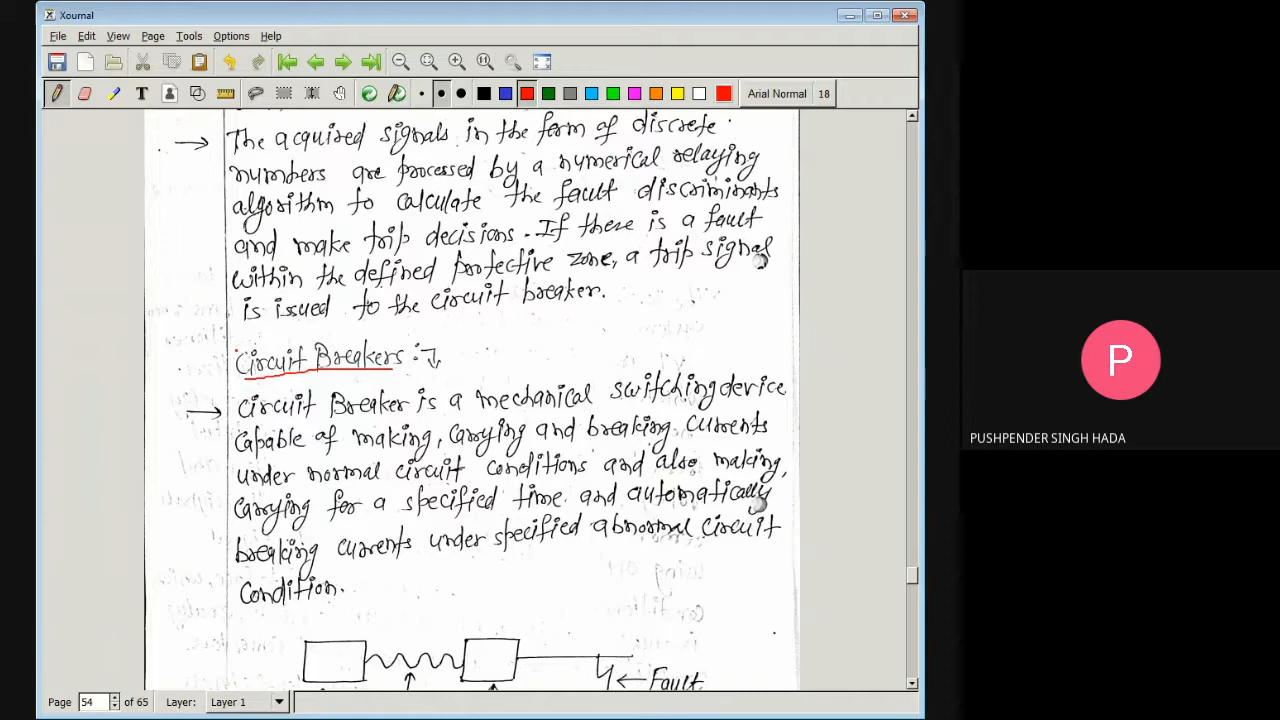 Xournal
File Edit View Page Tools Options Help
Arial Normal 18
→ The acquired signals in the form of discrete
numbers are processed by a numerical relaying
algorithm to calculate the fault discriminants
and make trip decisions. If there is a fault
within the defined protective zone, a trip signal
is issued to the circuit breaker.
Circuit Breakers :-
→ Circuit Breaker is a mechanical switching device
capable of making, carrying and breaking currents
under normal circuit conditions and also making,
carrying for a specified time and automatically
breaking currents under specified abnormal circuit
condition.
← Fault
Page 54 of 65 Layer: Layer 1
P
PUSHPENDER SINGH HADA